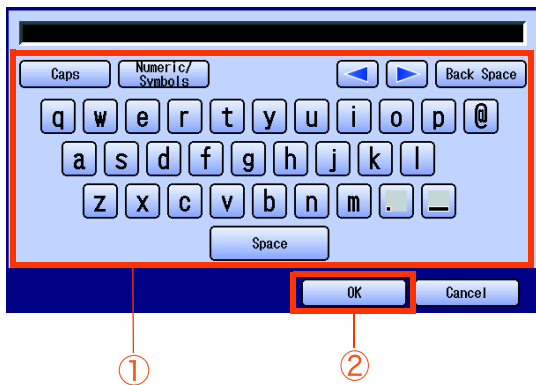 Caps Numeric/ Symbols Back Space
q w e r t y u i o p @
a s d f g h j k l
z x c v b n m . _
Space
OK Cancel
① ②